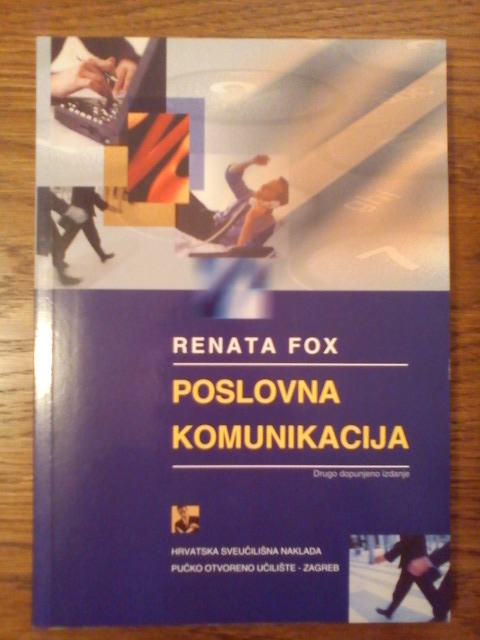 RENATA FOX
POSLOVNA
KOMUNIKACIJA
Drugo dopunjeno izdanje
HRVATSKA SVEUČILIŠNA NAKLADA
PUČKO OTVORENO UČILIŠTE - ZAGREB